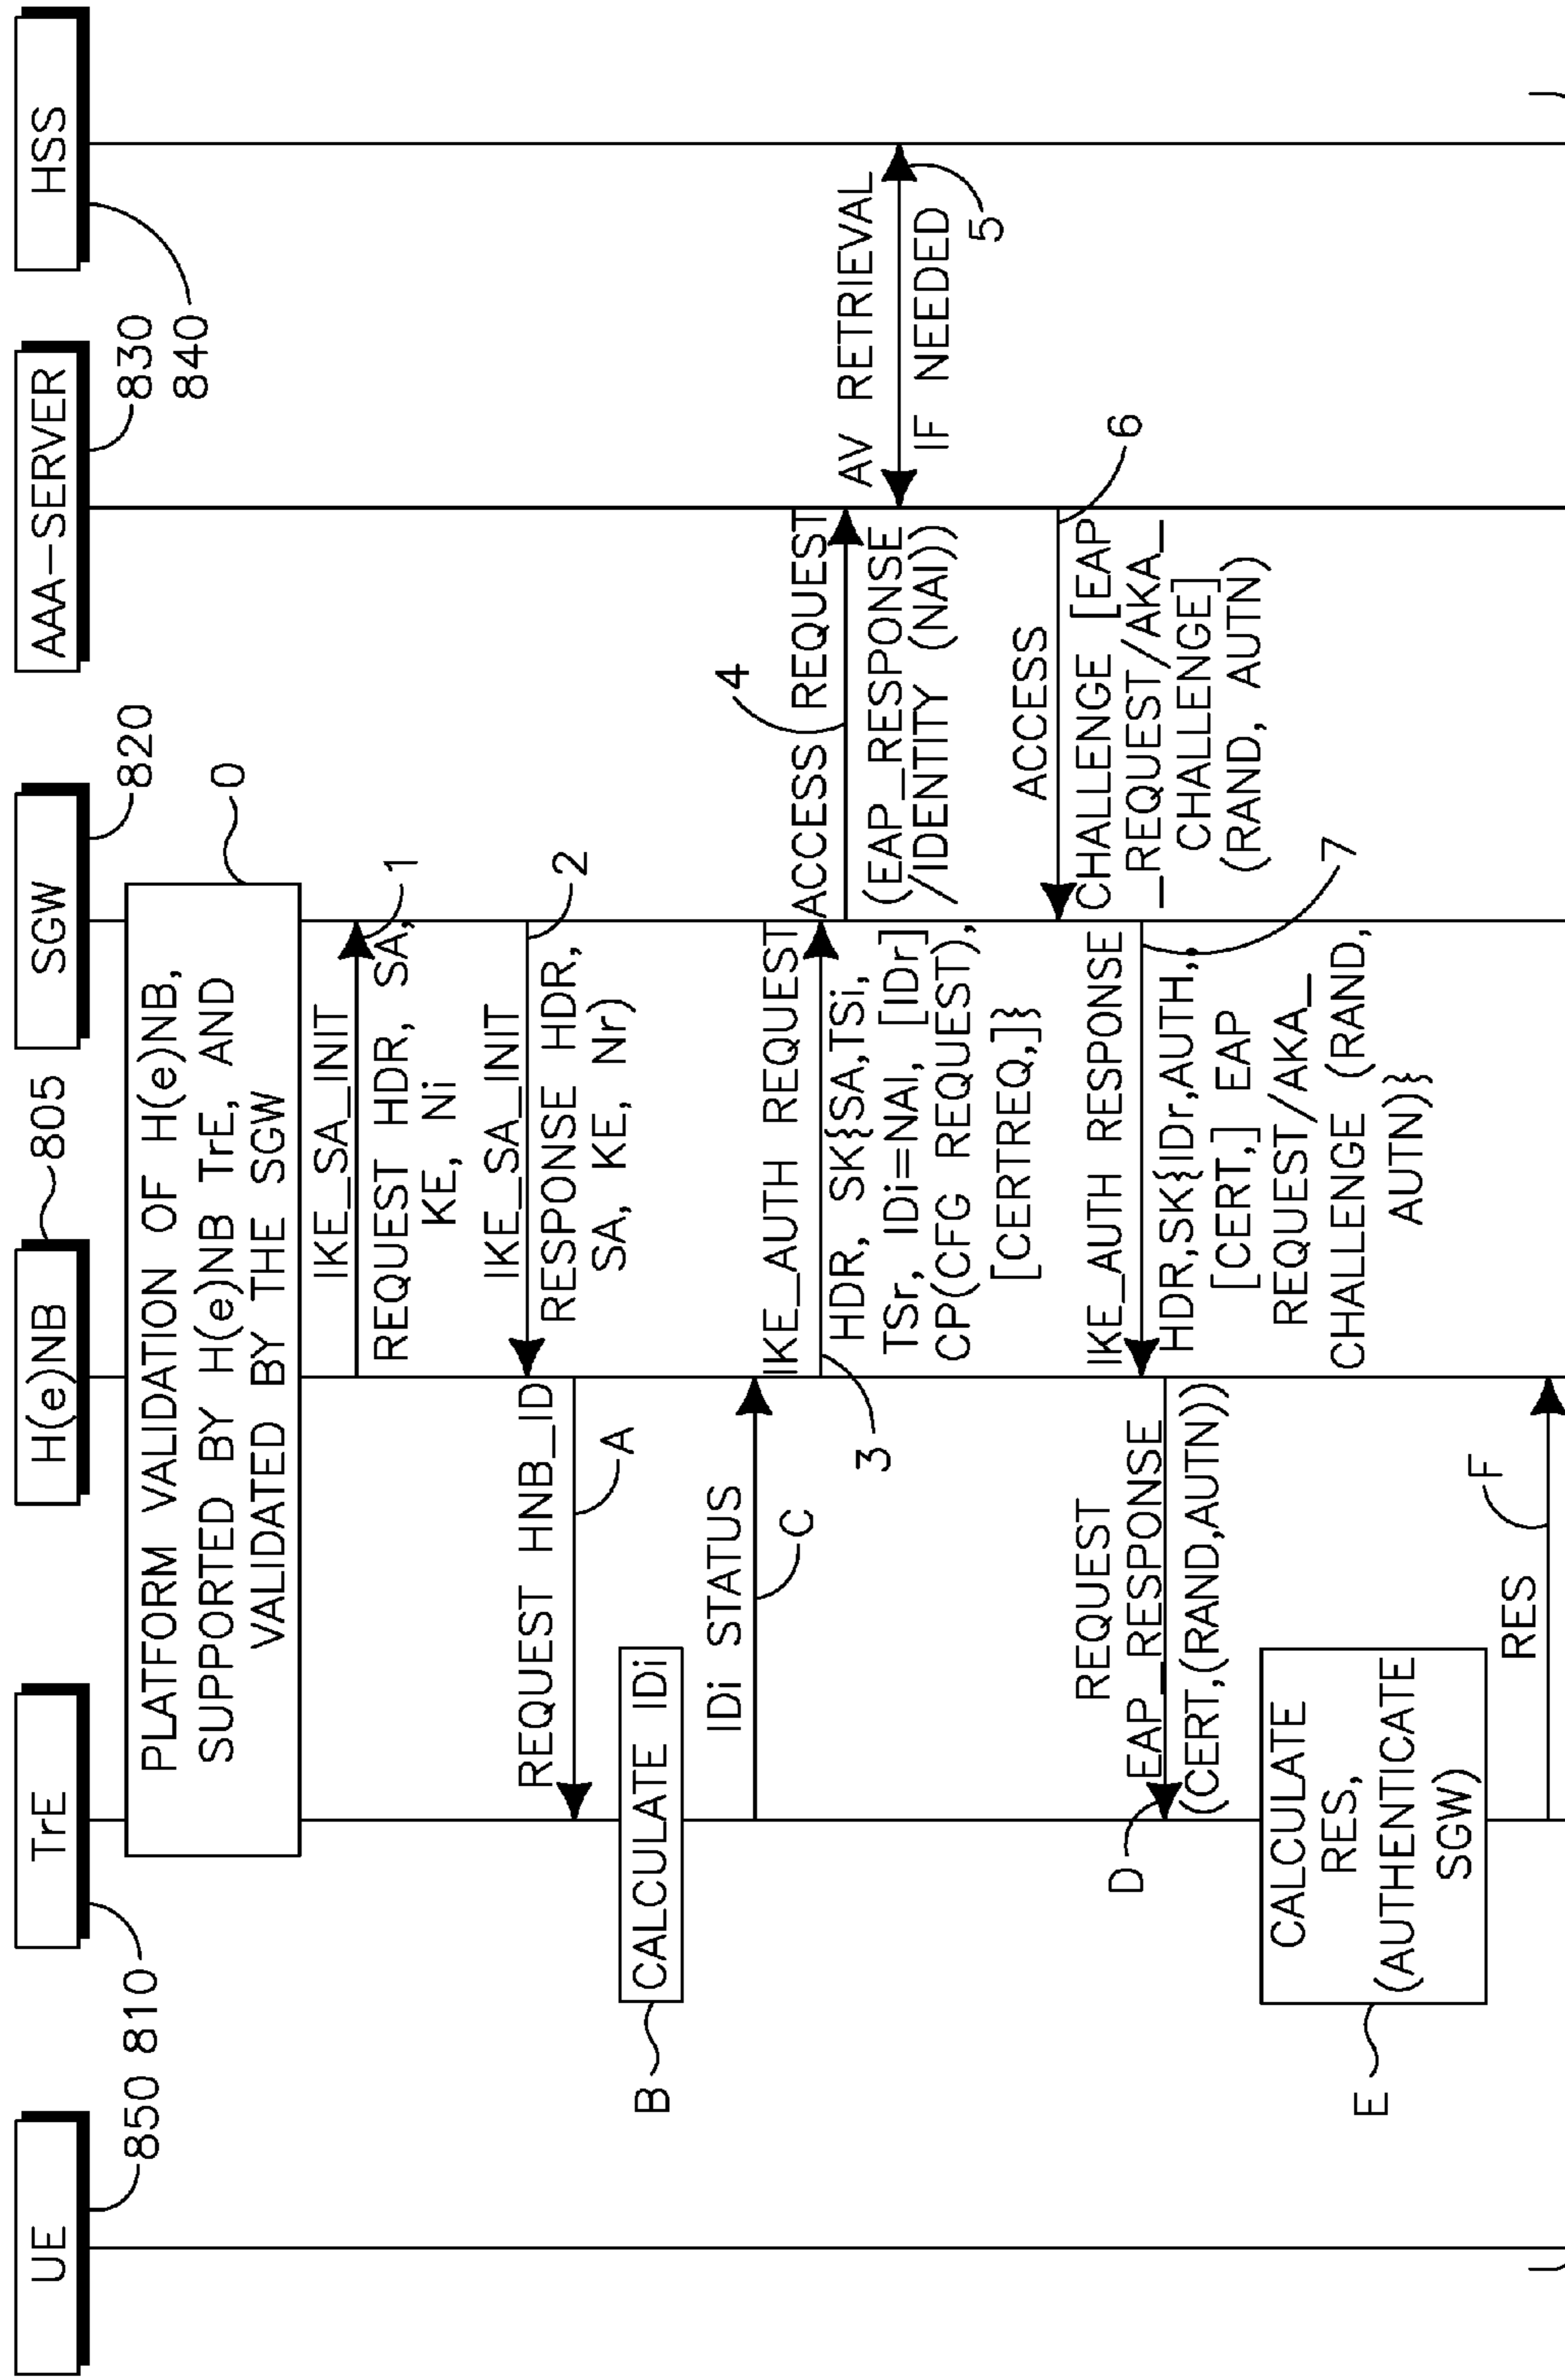 UE
TrE
H(e)NB
SGW
AAA-SERVER
HSS
850
810
805
820
830
840
PLATFORM VALIDATION OF H(e)NB,
SUPPORTED BY H(e)NB TrE, AND
VALIDATED BY THE SGW
0
IKE_SA_INIT
1
REQUEST HDR, SA,
KE, Ni
IKE_SA_INIT
2
RESPONSE HDR,
SA, KE, Nr)
REQUEST HNB_ID
A
B
CALCULATE IDi
IDi STATUS
C
IKE_AUTH REQUEST
3
HDR, SK{SA,TSi,
TSr, IDi=NAI, [IDr]
CP(CFG REQUEST),
[CERTREQ,]}
4
ACCESS REQUEST
(EAP_RESPONSE
/IDENTITY (NAI))
AV RETRIEVAL
IF NEEDED
5
ACCESS
6
CHALLENGE [EAP
_REQUEST/AKA_
CHALLENGE]
(RAND, AUTN)
IKE_AUTH RESPONSE
7
HDR,SK{IDr,AUTH,
[CERT,] EAP
REQUEST/AKA_
CHALLENGE (RAND,
AUTN)}
REQUEST
EAP_RESPONSE
D
(CERT,(RAND,AUTN))
E
CALCULATE
RES,
(AUTHENTICATE
SGW)
RES
F